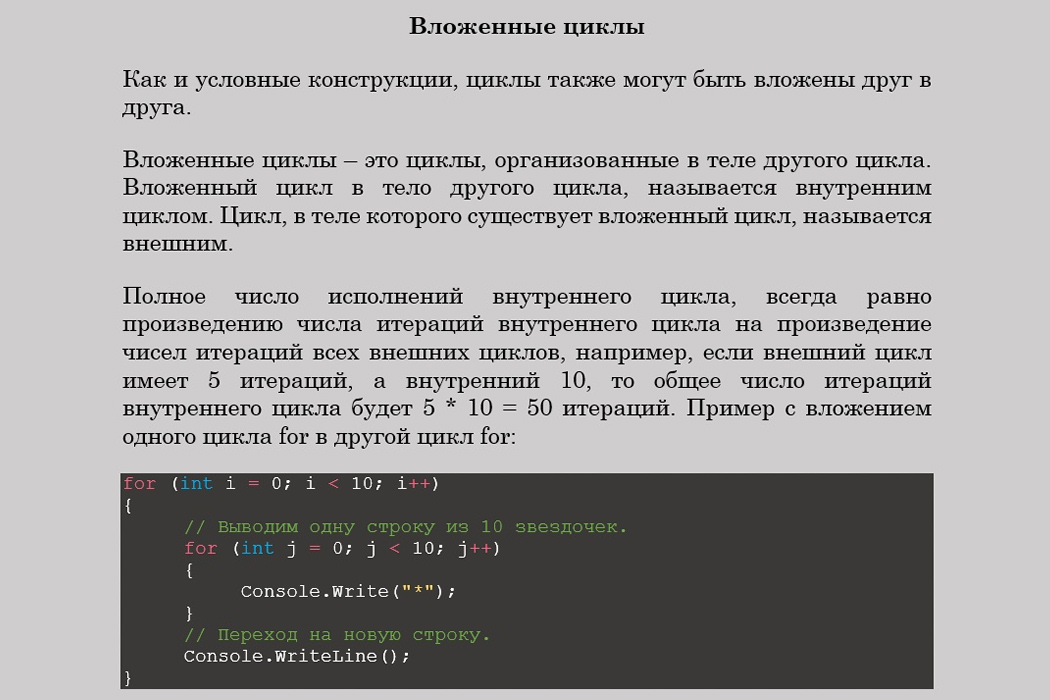 Вложенные циклы
Как и условные конструкции, циклы также могут быть вложены друг в
друга.
Вложенные циклы – это циклы, организованные в теле другого цикла.
Вложенный цикл в тело другого цикла, называется внутренним
циклом. Цикл, в теле которого существует вложенный цикл, называется
внешним.
Полное число исполнений внутреннего цикла, всегда равно
произведению числа итераций внутреннего цикла на произведение
чисел итераций всех внешних циклов, например, если внешний цикл
имеет 5 итераций, а внутренний 10, то общее число итераций
внутреннего цикла будет 5 * 10 = 50 итераций. Пример с вложением
одного цикла for в другой цикл for:
for (int i = 0; i < 10; i++)
{
// Выводим одну строку из 10 звездочек.
for (int j = 0; j < 10; j++)
{
Console.Write("*");
}
// Переход на новую строку.
Console.WriteLine();
}